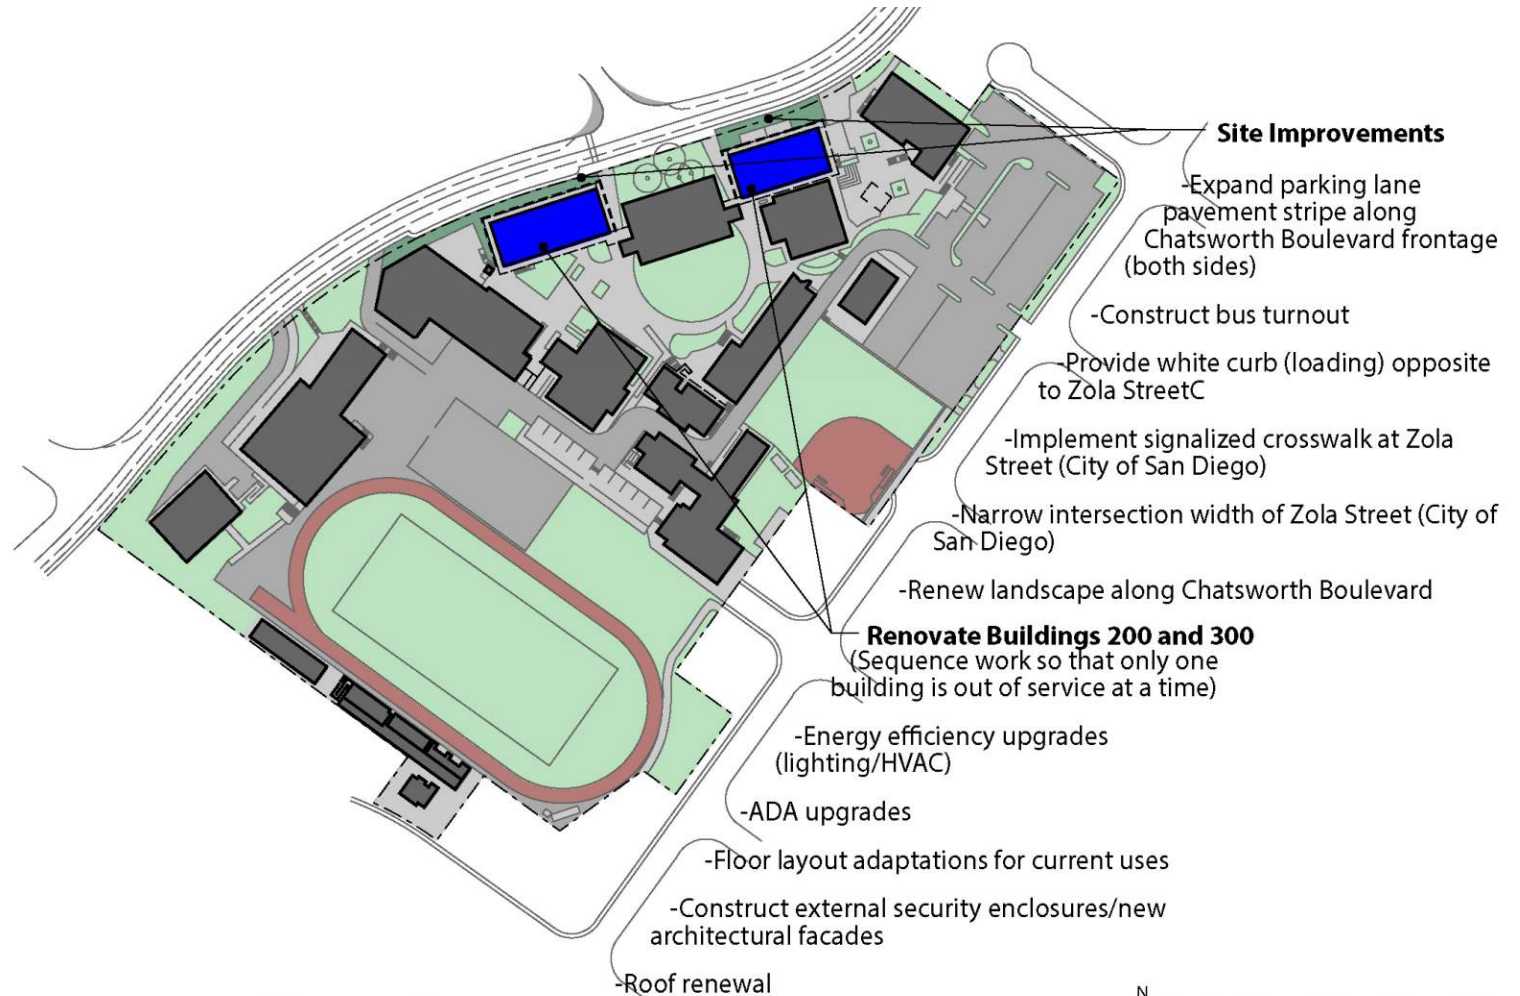 Site Improvements
-Expand parking lane
pavement stripe along
Chatsworth Boulevard frontage
(both sides)
-Construct bus turnout
-Provide white curb (loading) opposite
to Zola StreetC
-Implement signalized crosswalk at Zola
Street (City of San Diego)
-Narrow intersection width of Zola Street (City of
San Diego)
-Renew landscape along Chatsworth Boulevard
Renovate Buildings 200 and 300
(Sequence work so that only one
building is out of service at a time)
-Energy efficiency upgrades
(lighting/HVAC)
-ADA upgrades
-Floor layout adaptations for current uses
-Construct external security enclosures/new
architectural facades
-Roof renewal
N